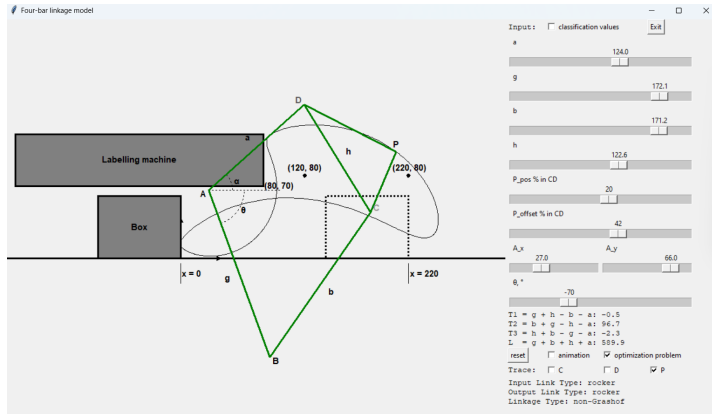 Four-bar linkage model
Input: classification values Exit
a
124.0
g
172.1
b
171.2
h
122.6
P_pos % in CD
20
P_offset % in CD
42
A_x A_y
27.0 66.0
θ, °
-70
T1 = g + h - b - a: -0.5
T2 = b + g - h - a: 96.7
T3 = h + b - g - a: -2.3
L = g + b + h + a: 589.9
reset animation optimization problem
Trace: C D P
Input Link Type: rocker
Output Link Type: rocker
Linkage Type: non-Grashof
D
a
P
h
Labelling machine
(120, 80) (220, 80)
α
(80, 70)
A
C
θ
Box
x = 0 x = 220
g
b
B